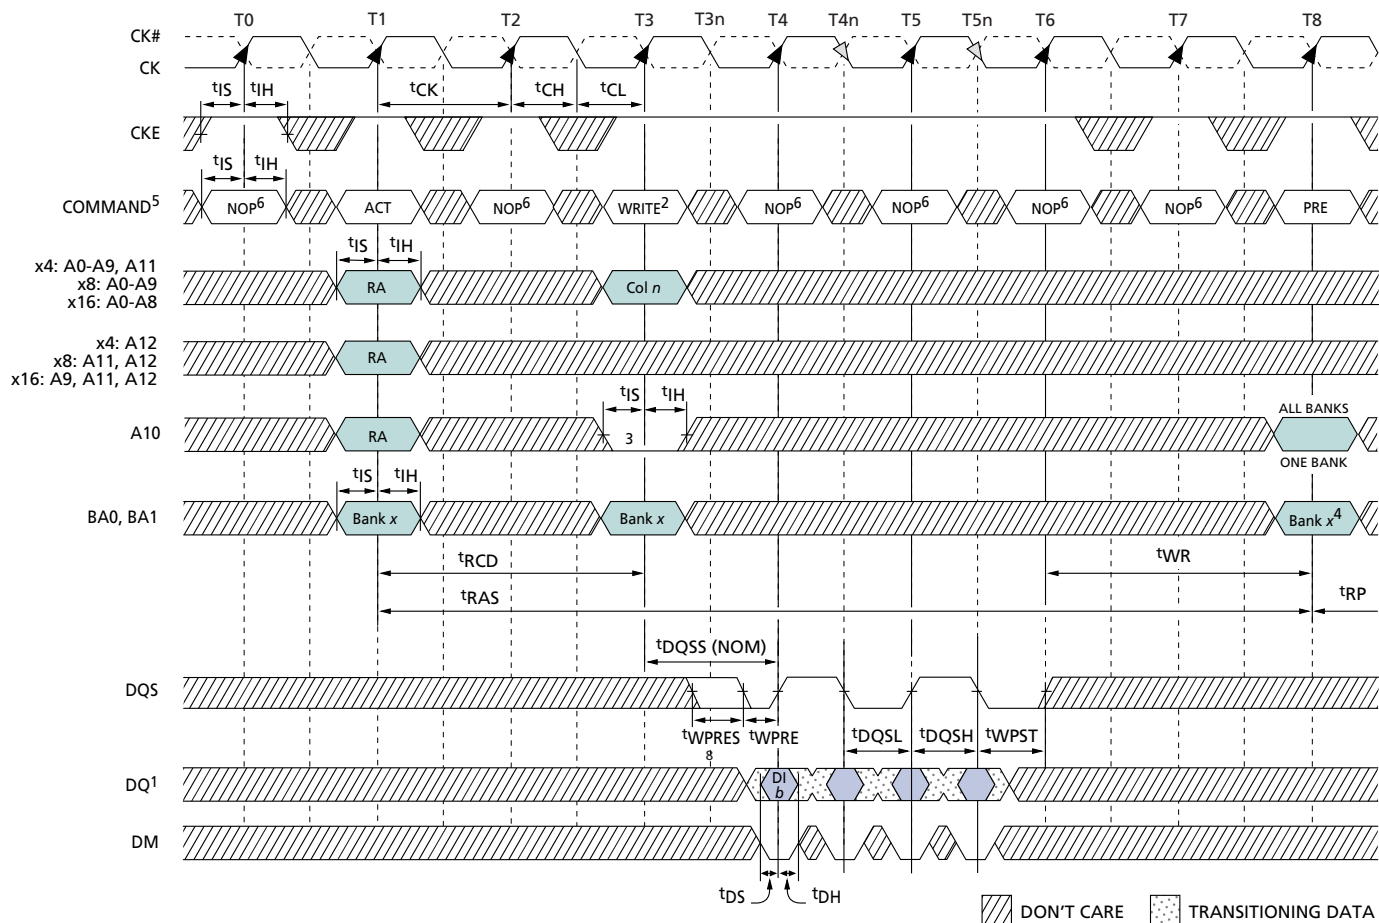 T0 T1 T2 T3 T3n T4 T4n T5 T5n T6 T7 T8
CK#
CK
tIS tIH tCK tCH tCL
CKE
tIS tIH
COMMAND5 NOP6 ACT NOP6 WRITE2 NOP6 NOP6 NOP6 NOP6 PRE
tIS tIH
x4: A0-A9, A11
x8: A0-A9
x16: A0-A8
RA Col n
x4: A12
x8: A11, A12
x16: A9, A11, A12
RA
tIS tIH
ALL BANKS
A10 RA 3
ONE BANK
tIS tIH
BA0, BA1 Bank x Bank x Bank x4
tRCD tWR
tRAS tRP
tDQSS (NOM)
DQS
tWPRES tWPRE tDQSL tDQSH tWPST
8
DQ1 DI
b
DM
tDS tDH
DON'T CARE TRANSITIONING DATA